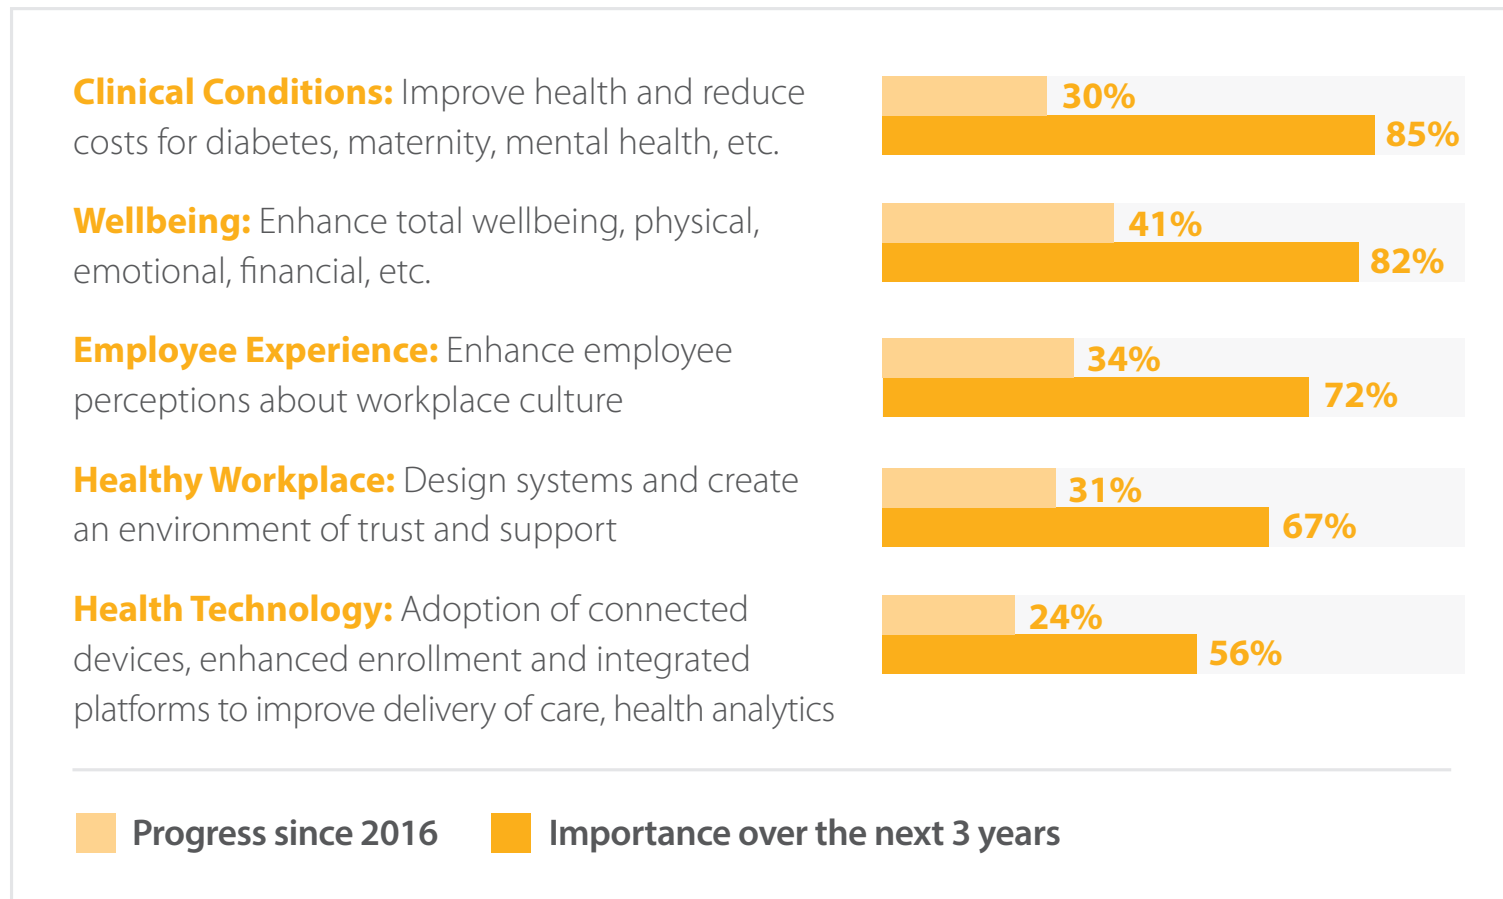 Clinical Conditions: Improve health and reduce
costs for diabetes, maternity, mental health, etc.
30%
85%
Wellbeing: Enhance total wellbeing, physical,
emotional, financial, etc.
41%
82%
Employee Experience: Enhance employee
perceptions about workplace culture
34%
72%
Healthy Workplace: Design systems and create
an environment of trust and support
31%
67%
Health Technology: Adoption of connected
devices, enhanced enrollment and integrated
platforms to improve delivery of care, health analytics
24%
56%
Progress since 2016
Importance over the next 3 years